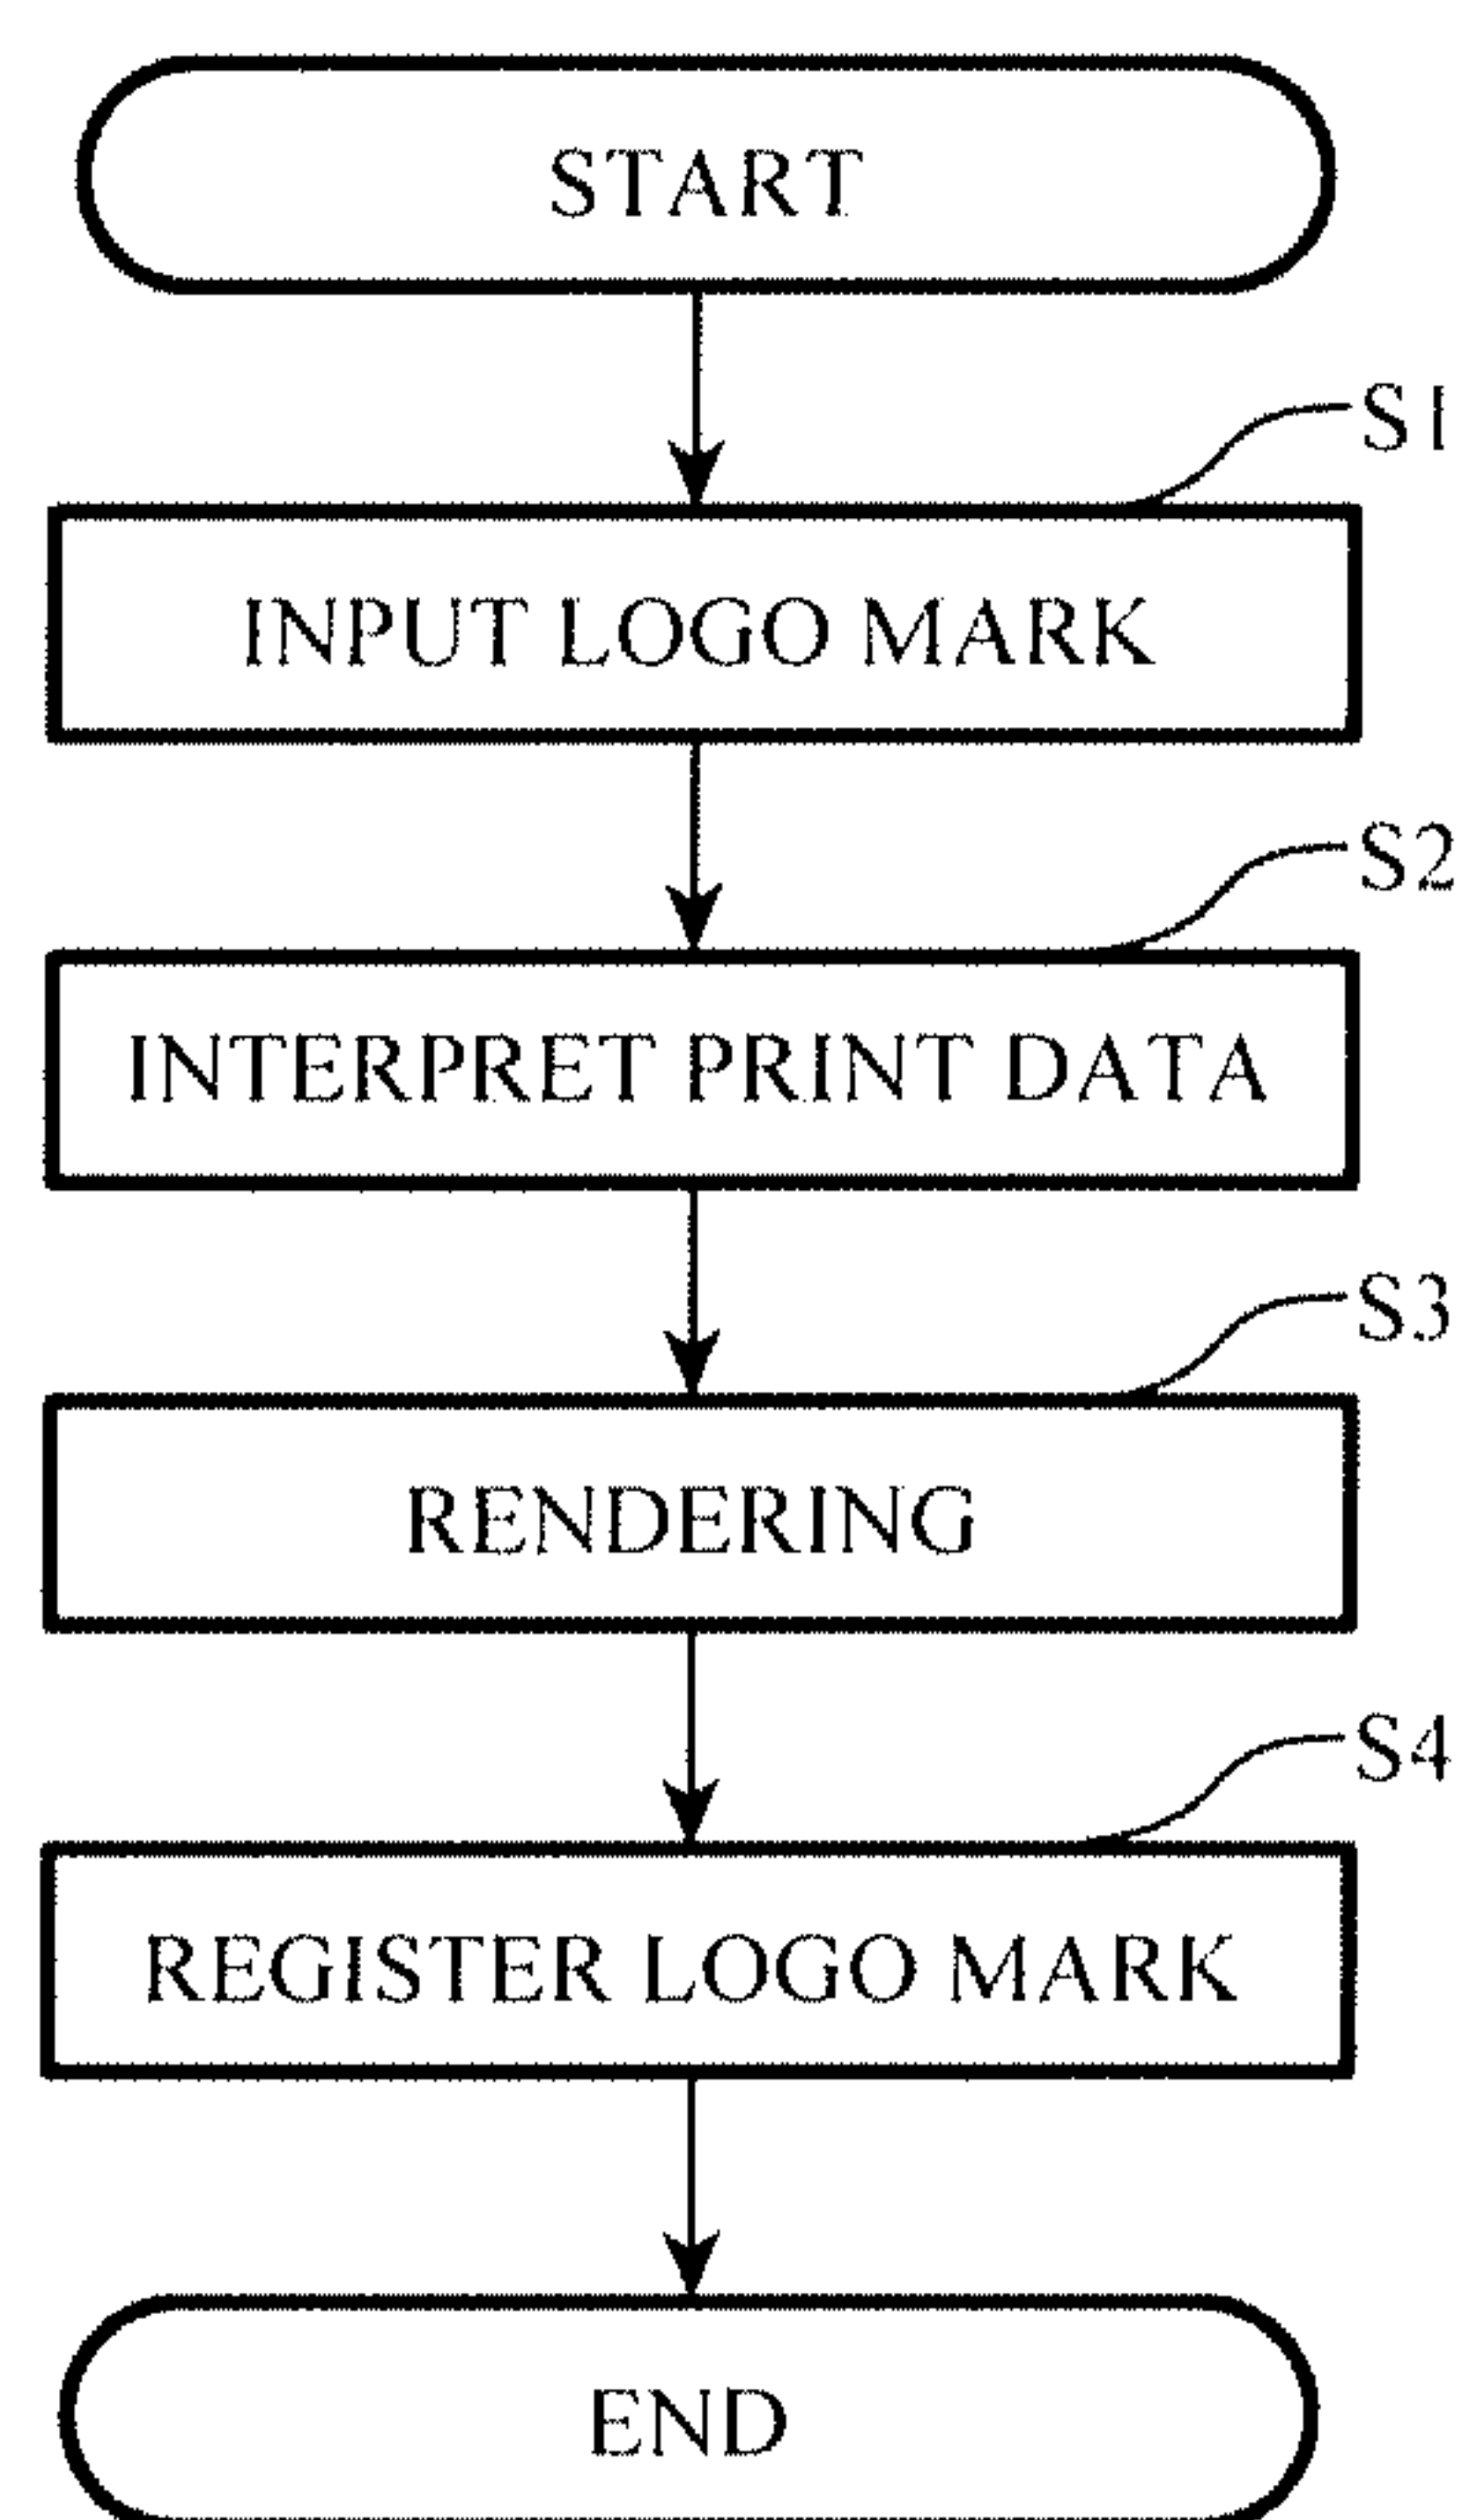 START
S1
INPUT LOGO MARK
S2
INTERPRET PRINT DATA
S3
RENDERING
S4
REGISTER LOGO MARK
END